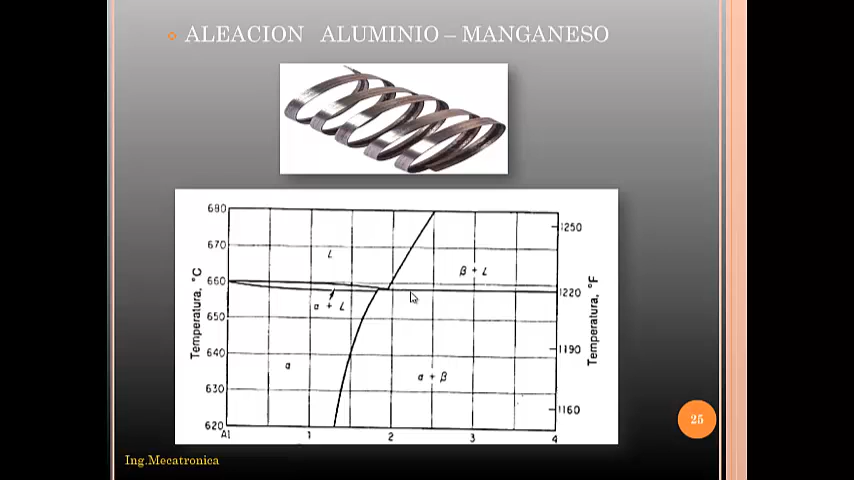 ALEACION ALUMINIO – MANGANESO
680
670
660
650
640
630
620
Temperatura, °C
L
α + L
β + L
α
α + β
1250
1220
1190
1160
Temperatura, °F
Al 1 2 3 4
25
Ing.Mecatronica